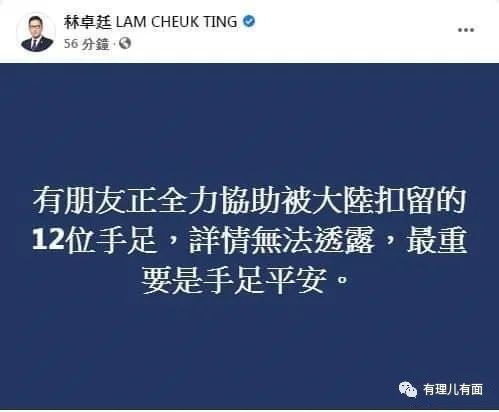 林卓廷 LAM CHEUK TING
56 分鐘
有朋友正全力協助被大陸扣留的
12位手足，詳情無法透露，最重
要是手足平安。
有理儿有面